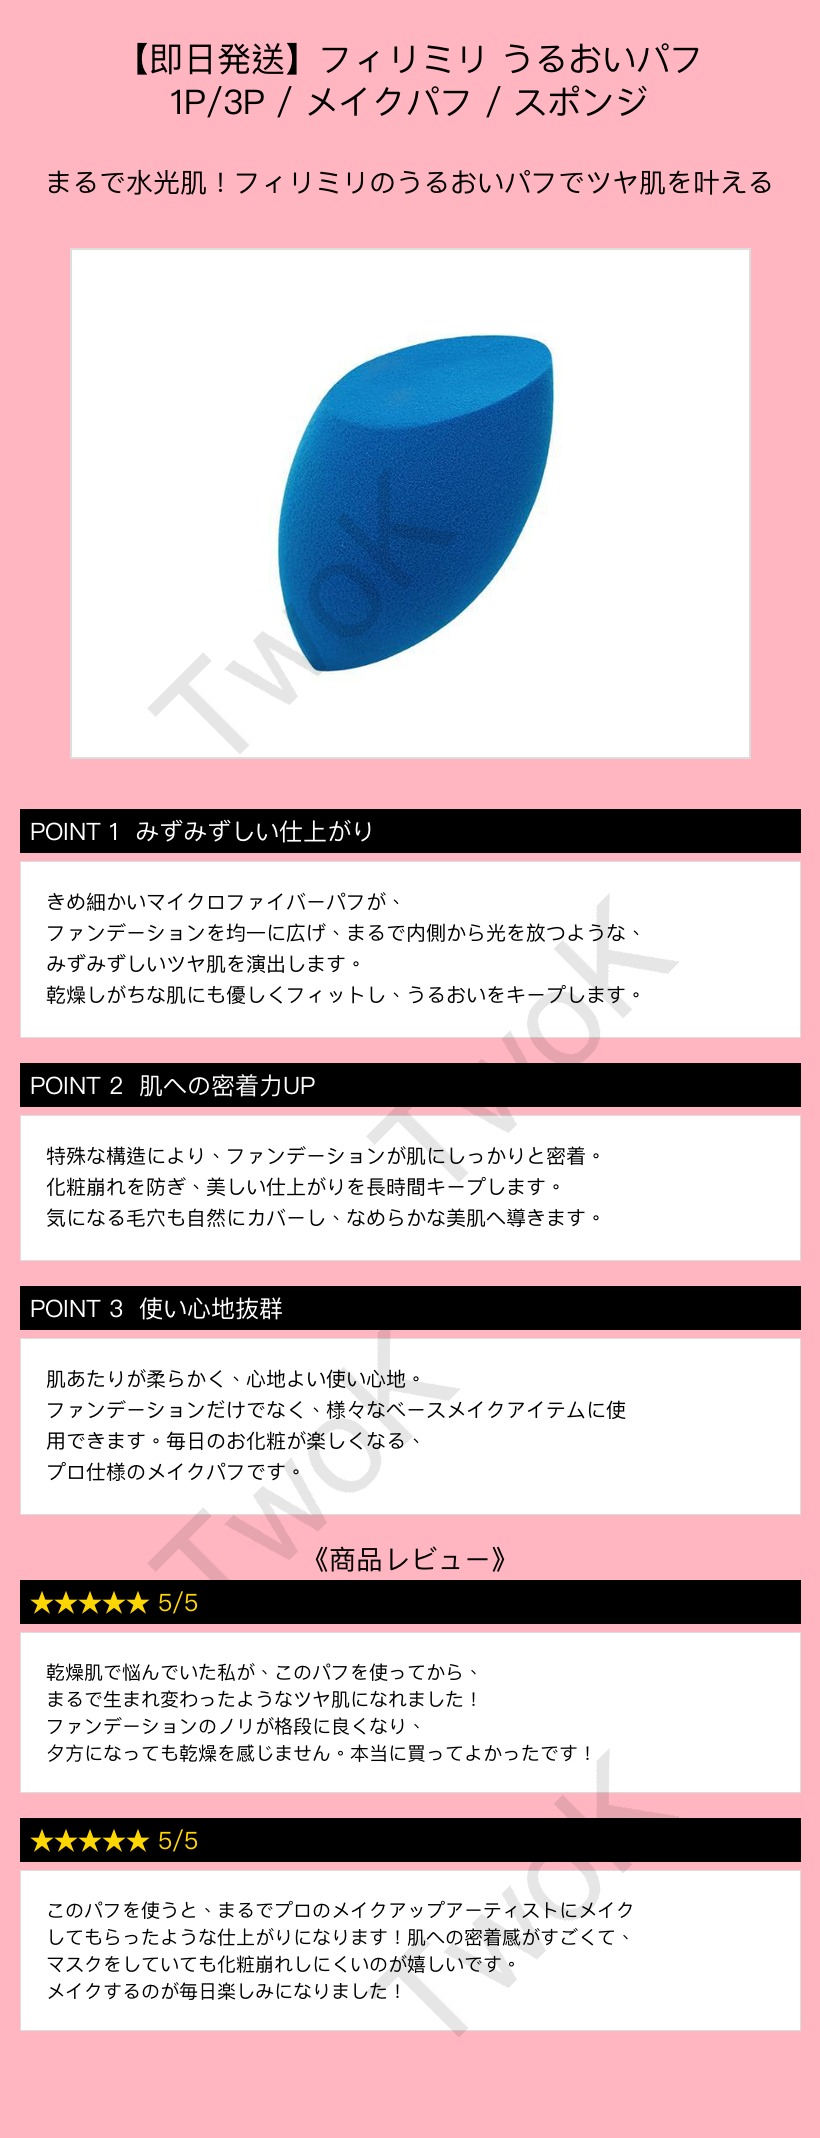 【即日発送】フィリミリ うるおいパフ
1P/3P / メイクパフ / スポンジ
まるで水光肌！フィリミリのうるおいパフでツヤ肌を叶える
TwoK
POINT 1 みずみずしい仕上がり
きめ細かいマイクロファイバーパフが、
ファンデーションを均一に広げ、まるで内側から光を放つような、
みずみずしいツヤ肌を演出します。
乾燥しがちな肌にも優しくフィットし、うるおいをキープします。
TwoK
POINT 2 肌への密着力UP
特殊な構造により、ファンデーションが肌にしっかりと密着。
化粧崩れを防ぎ、美しい仕上がりを長時間キープします。
気になる毛穴も自然にカバーし、なめらかな美肌へ導きます。
POINT 3 使い心地抜群
肌あたりが柔らかく、心地よい使い心地。
ファンデーションだけでなく、様々なベースメイクアイテムに使
用できます。毎日のお化粧が楽しくなる、
プロ仕様のメイクパフです。
TwoK
《商品レビュー》
★★★★★ 5/5
乾燥肌で悩んでいた私が、このパフを使ってから、
まるで生まれ変わったようなツヤ肌になれました！
ファンデーションのノリが格段に良くなり、
夕方になっても乾燥を感じません。本当に買ってよかったです！
★★★★★ 5/5
このパフを使うと、まるでプロのメイクアップアーティストにメイク
してもらったような仕上がりになります！肌への密着感がすごくて、
マスクをしていても化粧崩れしにくいのが嬉しいです。
メイクするのが毎日楽しみになりました！
TwoK